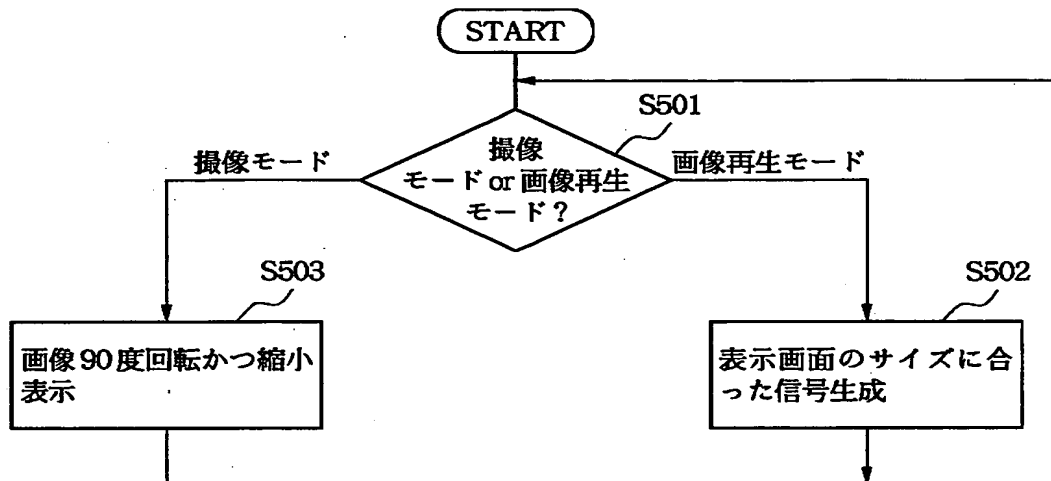 START
S501
撮像
モード or 画像再生
モード？
撮像モード
画像再生モード
S503
画像90度回転かつ縮小
表示
S502
表示画面のサイズに合
った信号生成